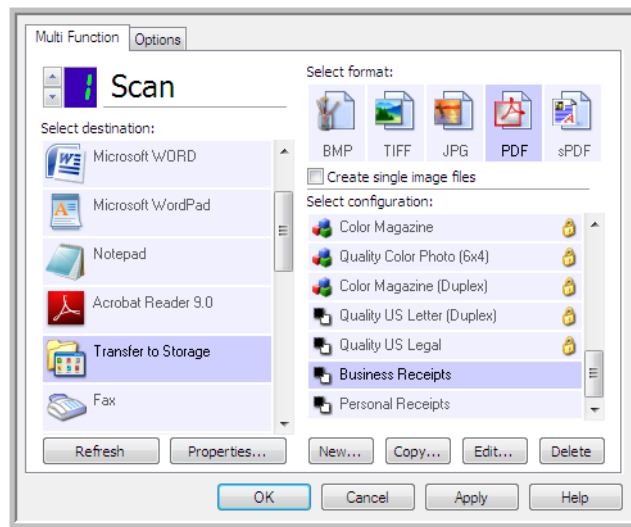 Multi Function
Options
1
Scan
Select destination:
Microsoft WORD
Microsoft WordPad
Notepad
Acrobat Reader 9.0
Transfer to Storage
Fax
Refresh
Properties...
Select format:
BMP
TIFF
JPG
PDF
sPDF
Create single image files
Select configuration:
Color Magazine
Quality Color Photo (6x4)
Color Magazine (Duplex)
Quality US Letter (Duplex)
Quality US Legal
Business Receipts
Personal Receipts
New...
Copy...
Edit...
Delete
OK
Cancel
Apply
Help